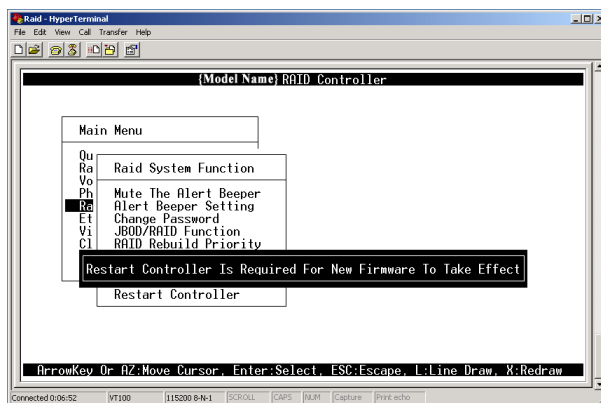 Raid - HyperTerminal
File Edit View Call Transfer Help
{Model Name} RAID Controller
Main Menu
Qu
Ra
Vo
Ph
Ra
Et
Vi
Cl
Raid System Function
Mute The Alert Beeper
Alert Beeper Setting
Change Password
JBOD/RAID Function
RAID Rebuild Priority
Restart Controller Is Required For New Firmware To Take Effect
Restart Controller
ArrowKey Or AZ:Move Cursor, Enter:Select, ESC:Escape, L:Line Draw, X:Redraw
Connected 0:06:52 VT100 115200 8-N-1 SCROLL CAPS NUM Capture Print echo